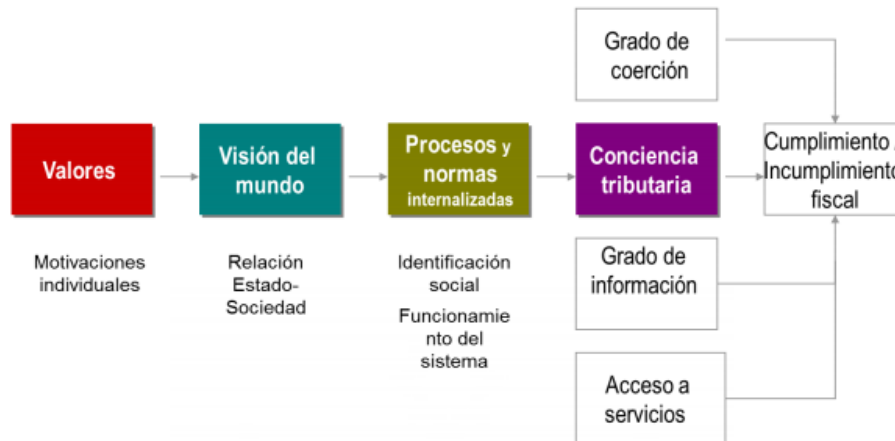 Grado de
coerción
Valores
Visión del
mundo
Procesos y
normas
internalizadas
Conciencia
tributaria
Cumplimiento
Incumplimiento
fiscal
Motivaciones
individuales
Relación
Estado-
Sociedad
Identificación
social
Funcionamie
nto del
sistema
Grado de
información
Acceso a
servicios